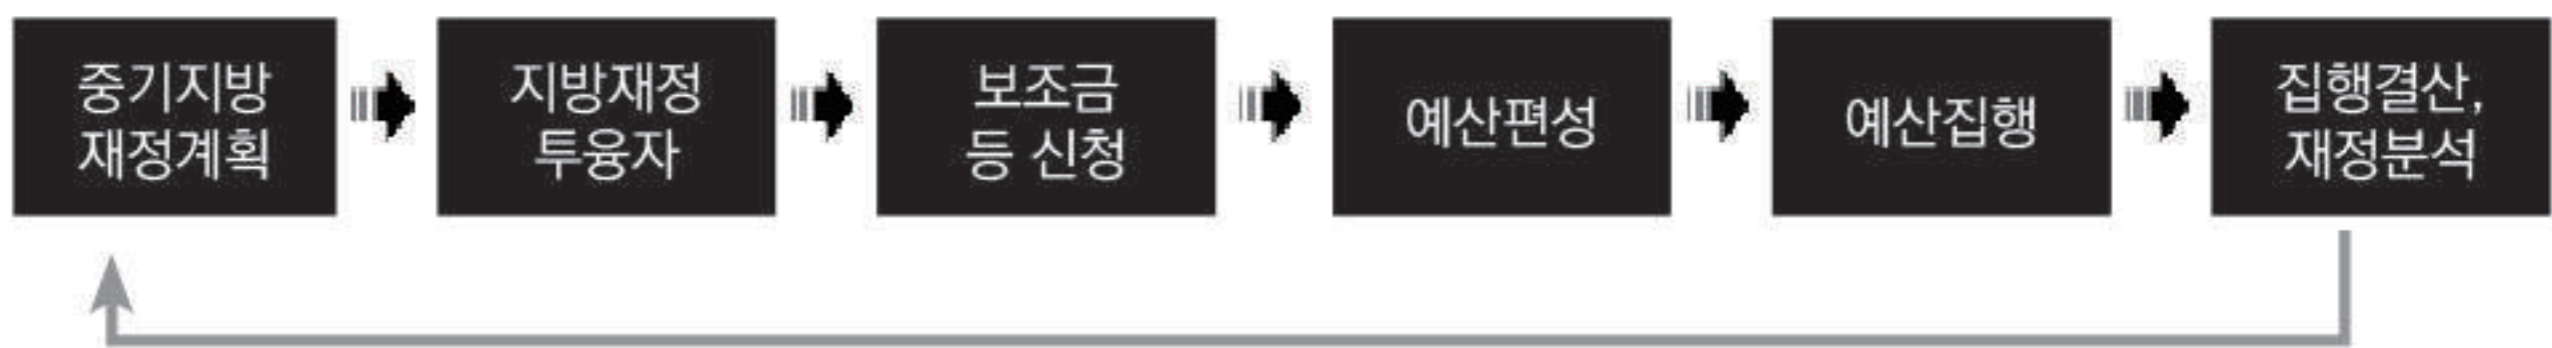 중기지방
재정계획
지방재정
투융자
보조금
등 신청
예산편성
예산집행
집행결산,
재정분석